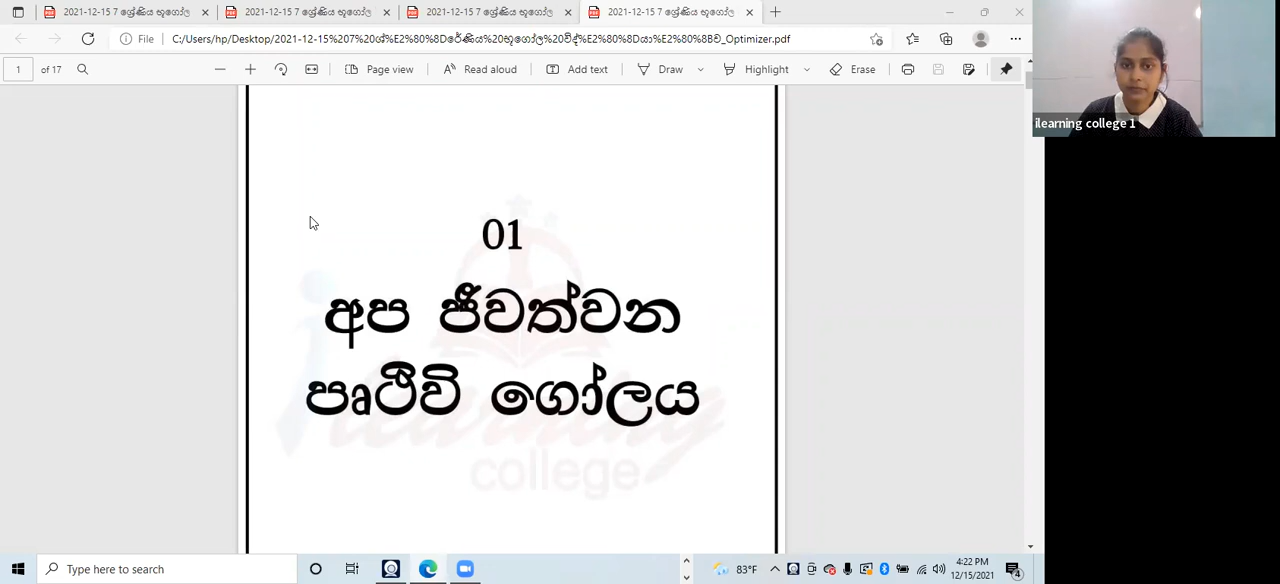 2021-12-15 7 ශ්‍රේණිය භූගෝල
2021-12-15 7 ශ්‍රේණිය භූගෝල
2021-12-15 7 ශ්‍රේණිය භූගෝල
2021-12-15 7 ශ්‍රේණිය භූගෝල
File
C:/Users/hp/Desktop/2021-12-15%207%20ශ්%E2%80%8Dරේණිය%20භූගෝල%20විද්%E2%80%8Dයා%E2%80%8Bව_Optimizer.pdf
1 of 17
Page view
Read aloud
Add text
Draw
Highlight
Erase
ilearning college 1
01
අප ජීවත්වන
පෘථිවි ගෝලය
ilearning
college
Type here to search
83°F
4:22 PM
12/15/2021
4